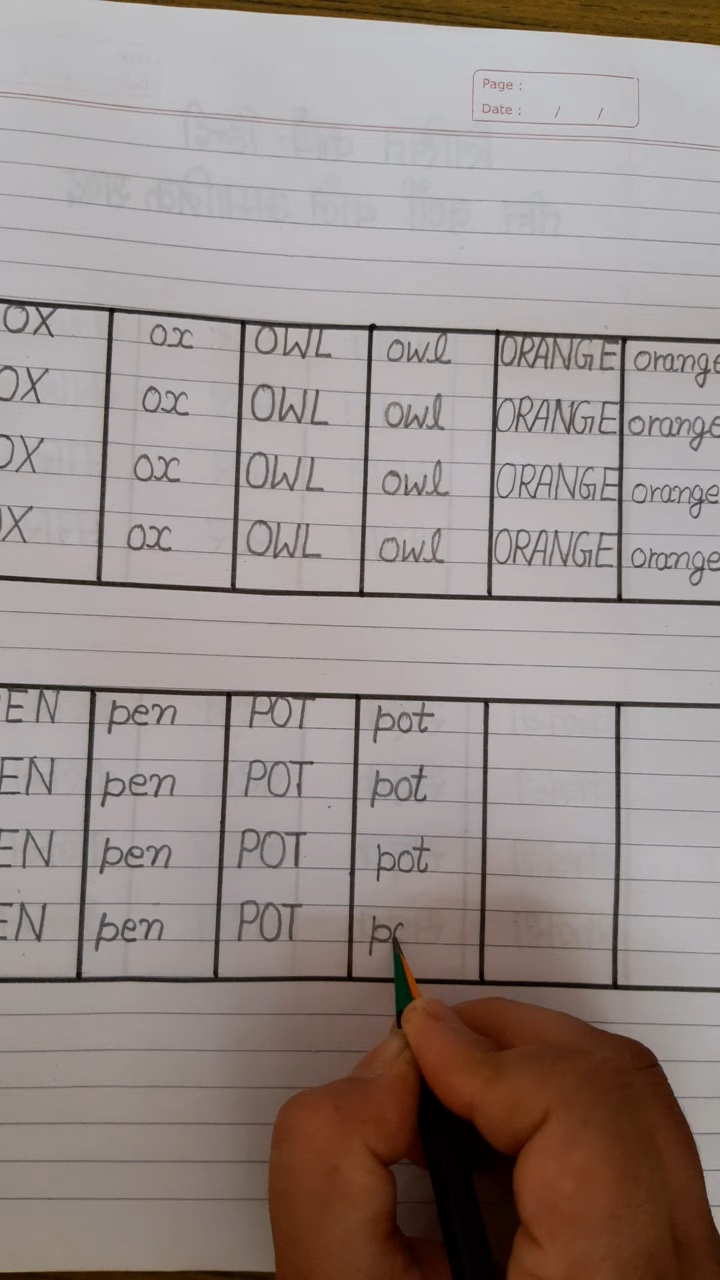 Page :
Date : / /
OX ox OWL owl ORANGE orange
OX ox OWL owl ORANGE orange
OX ox OWL owl ORANGE orange
X ox OWL owl ORANGE orange
EN pen POT pot
EN pen POT pot
EN pen POT pot
EN pen POT po